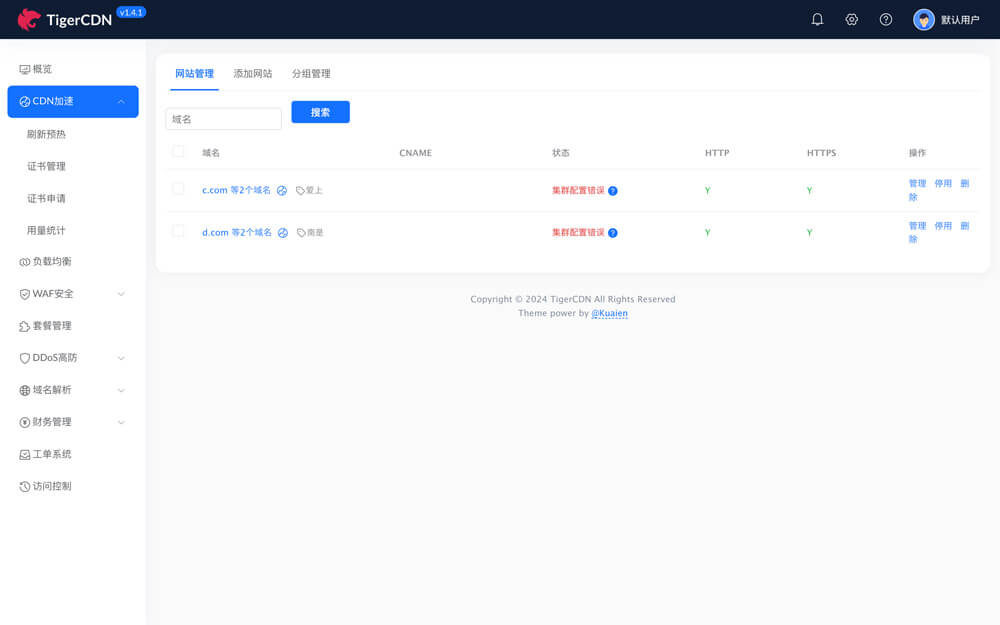 TigerCDN v1.4.1
默认用户
概览
CDN加速
刷新预热
证书管理
证书申请
用量统计
负载均衡
WAF安全
套餐管理
DDoS高防
域名解析
财务管理
工单系统
访问控制
网站管理 添加网站 分组管理
域名 搜索
域名 CNAME 状态 HTTP HTTPS 操作
c.com 等2个域名 爱上 集群配置错误 ? Y Y 管理 停用 删
除
d.com 等2个域名 南是 集群配置错误 ? Y Y 管理 停用 删
除
Copyright © 2024 TigerCDN All Rights Reserved
Theme power by @Kuaien